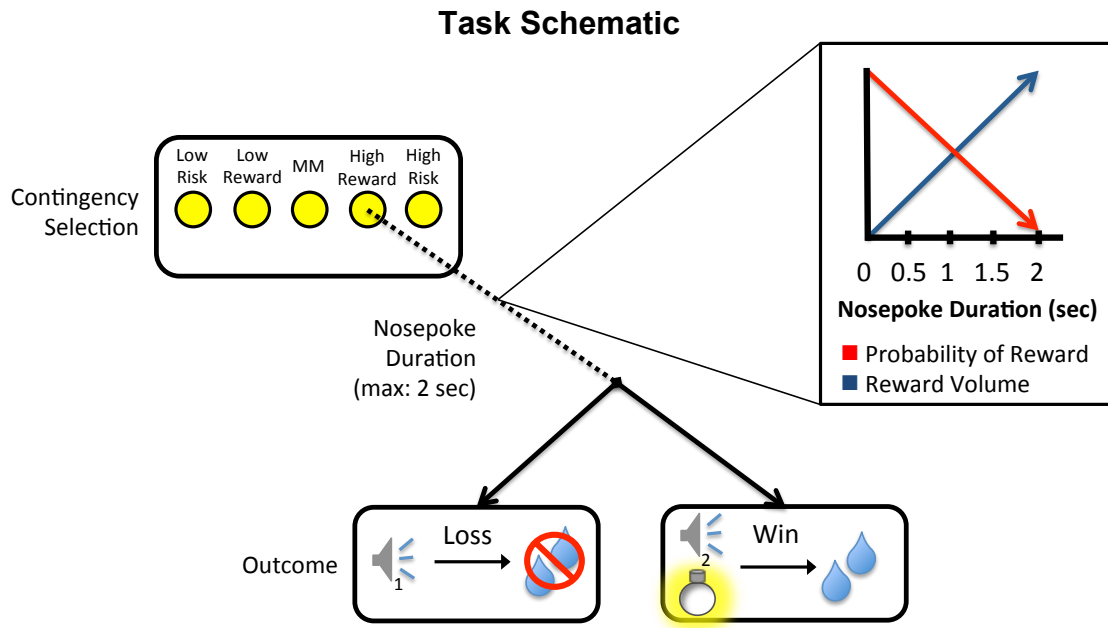 Task Schematic
Contingency
Selection
Low
Risk
Low
Reward
MM
High
Reward
High
Risk
Nosepoke
Duration
(max: 2 sec)
0 0.5 1 1.5 2
Nosepoke Duration (sec)
Probability of Reward
Reward Volume
Outcome
1
Loss
2
Win